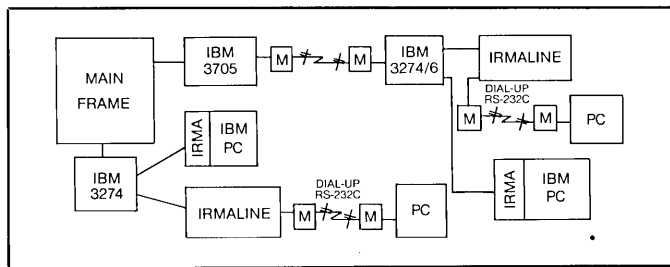 MAIN
FRAME
IBM
3705
M
M
IBM
3274/6
IRMALINE
DIAL-UP
RS-232C
M
M
PC
IRMA
IBM
PC
IBM
3274
IRMALINE
DIAL-UP
RS-232C
M
M
PC
IRMA
IBM
PC